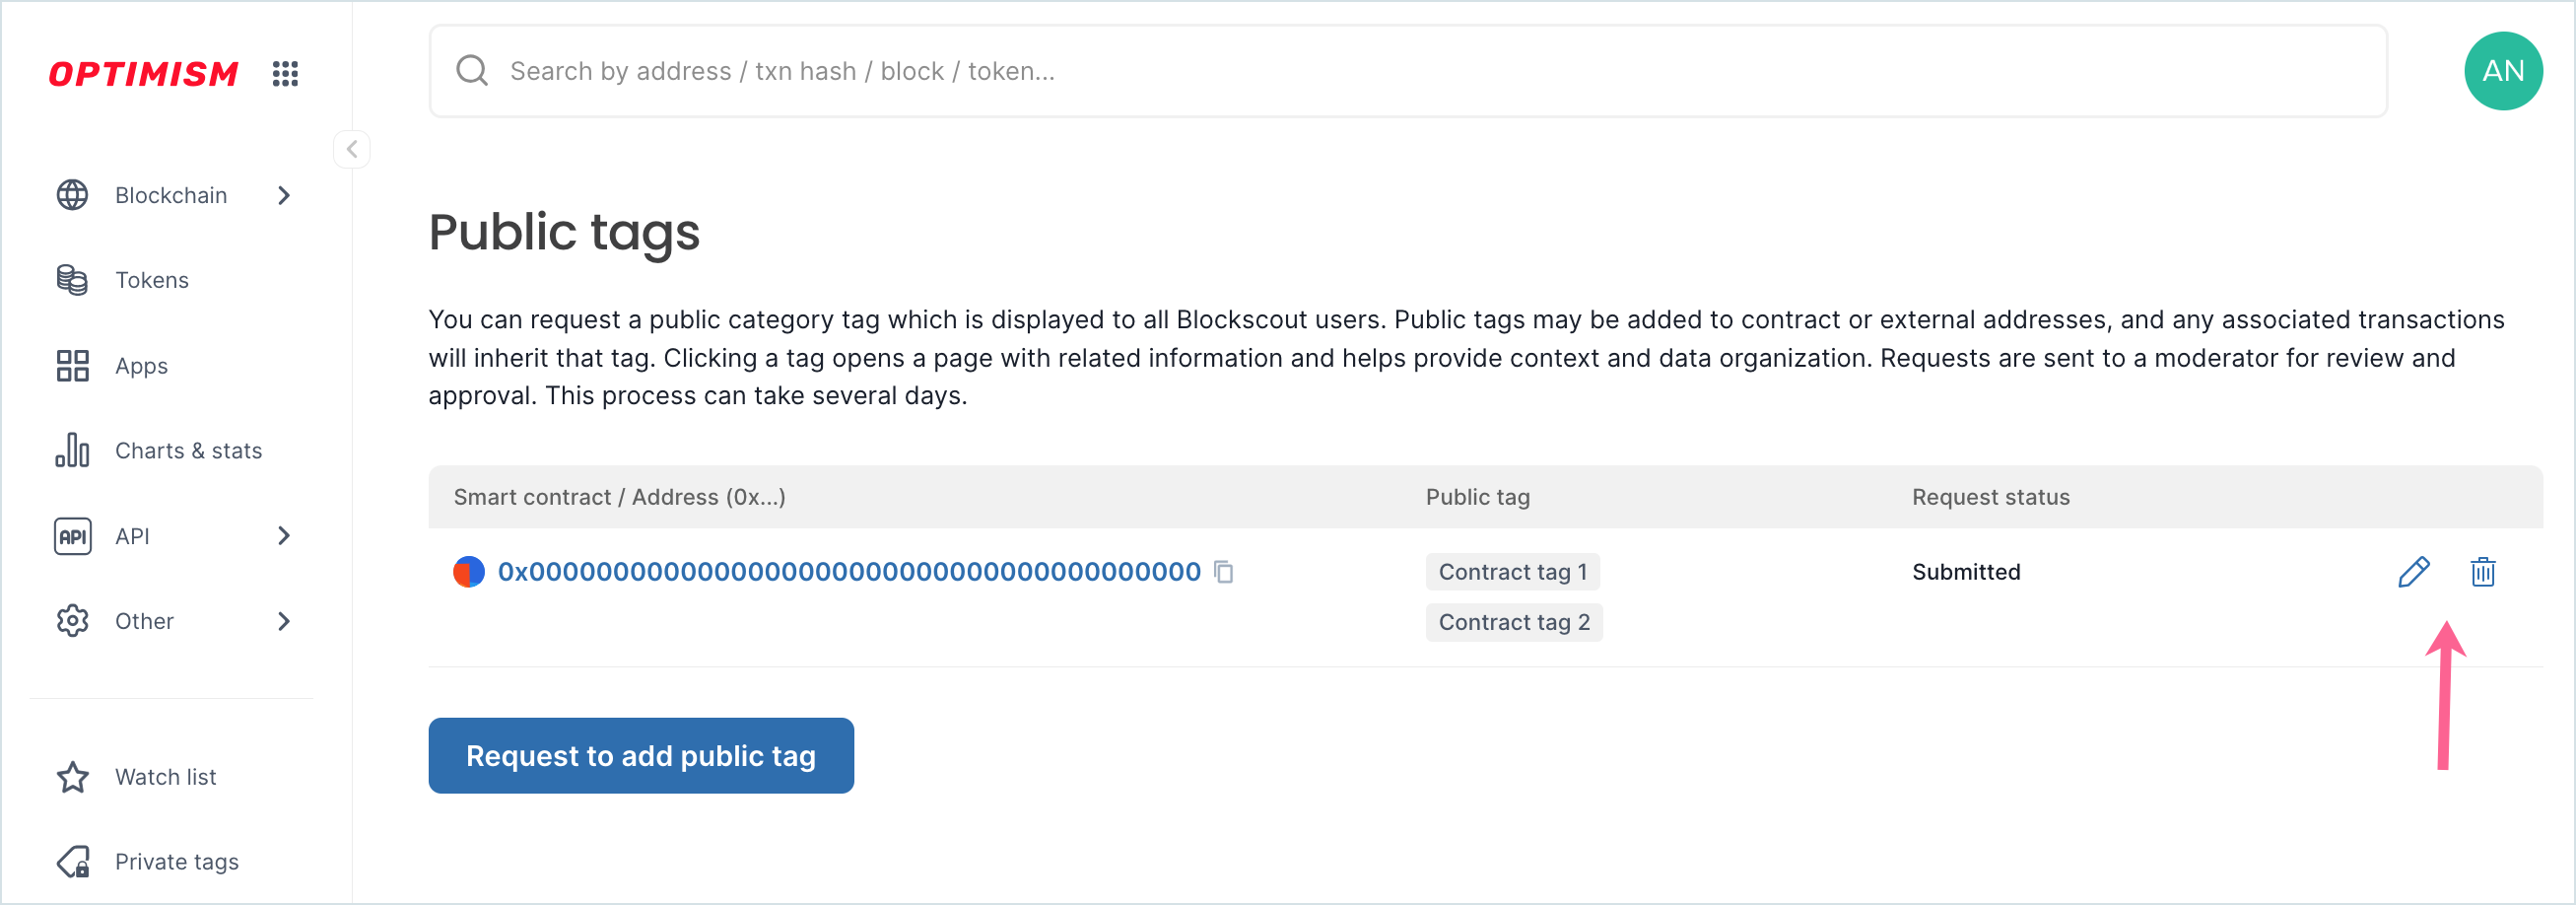 OPTIMISM
Search by address / txn hash / block / token...
AN
Blockchain
Tokens
Apps
Charts & stats
API
API
Other
Watch list
Private tags
Public tags
You can request a public category tag which is displayed to all Blockscout users. Public tags may be added to contract or external addresses, and any associated transactions
will inherit that tag. Clicking a tag opens a page with related information and helps provide context and data organization. Requests are sent to a moderator for review and
approval. This process can take several days.
Smart contract / Address (0x...) Public tag Request status
0x0000000000000000000000000000000000000000 Contract tag 1 Submitted
Contract tag 2
Request to add public tag